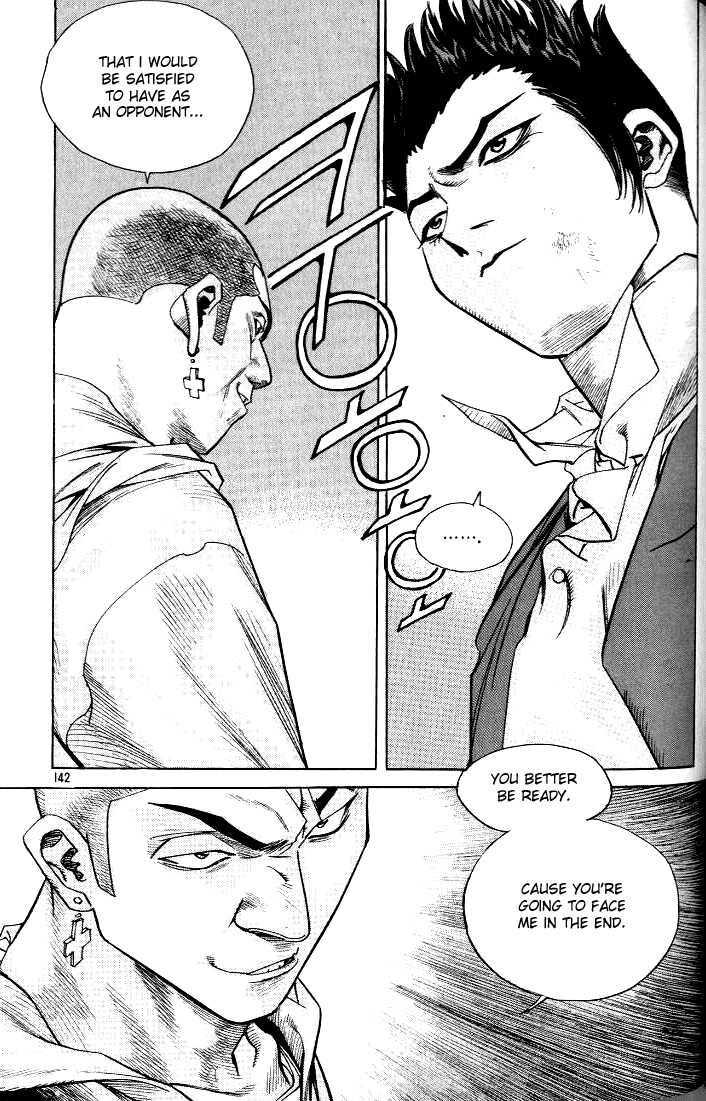 THAT I WOULD
BE SATISFIED
TO HAVE AS
AN OPPONENT...
.......
142
YOU BETTER
BE READY.
CAUSE YOU'RE
GOING TO FACE
ME IN THE END.